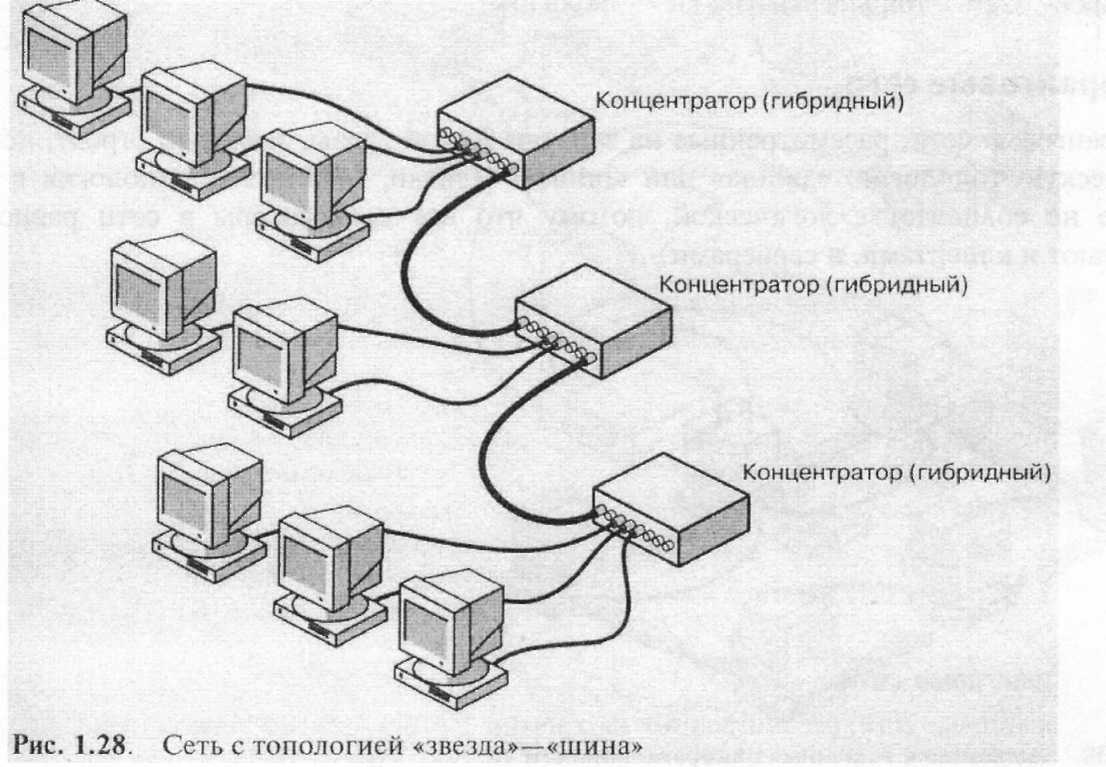 Концентратор (гибридный)
Концентратор (гибридный)
Концентратор (гибридный)
Рис. 1.28. Сеть с топологией «звезда»—«шина»